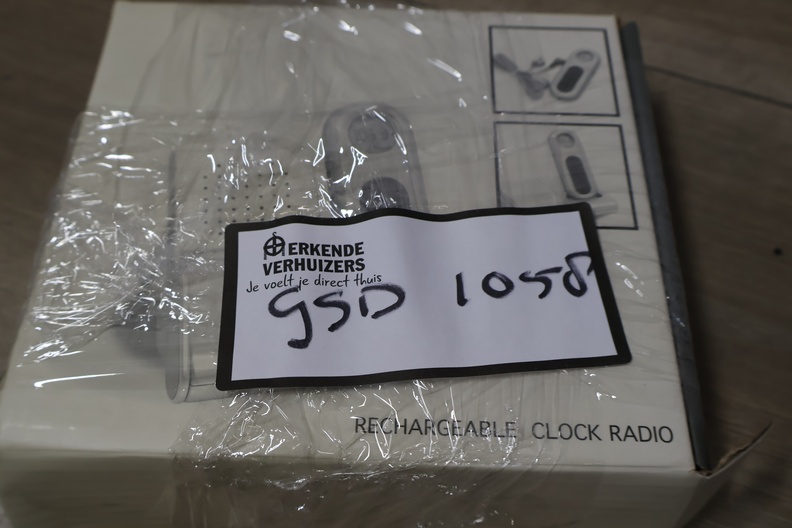 ERKENDE
VERHUIZERS
Je voelt je direct thuis
GSD 1058
RECHARGEABLE CLOCK RADIO